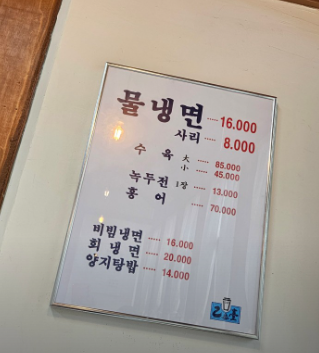 물냉면 ····· 16.000
사리 ····· 8.000
수육 大 ····· 85.000
小 ····· 45.000
녹두전 1장 ····· 13.000
홍어 ····· 70.000
비빔냉면 ····· 16.000
회냉면 ····· 20.000
양지탕밥 ····· 14.000